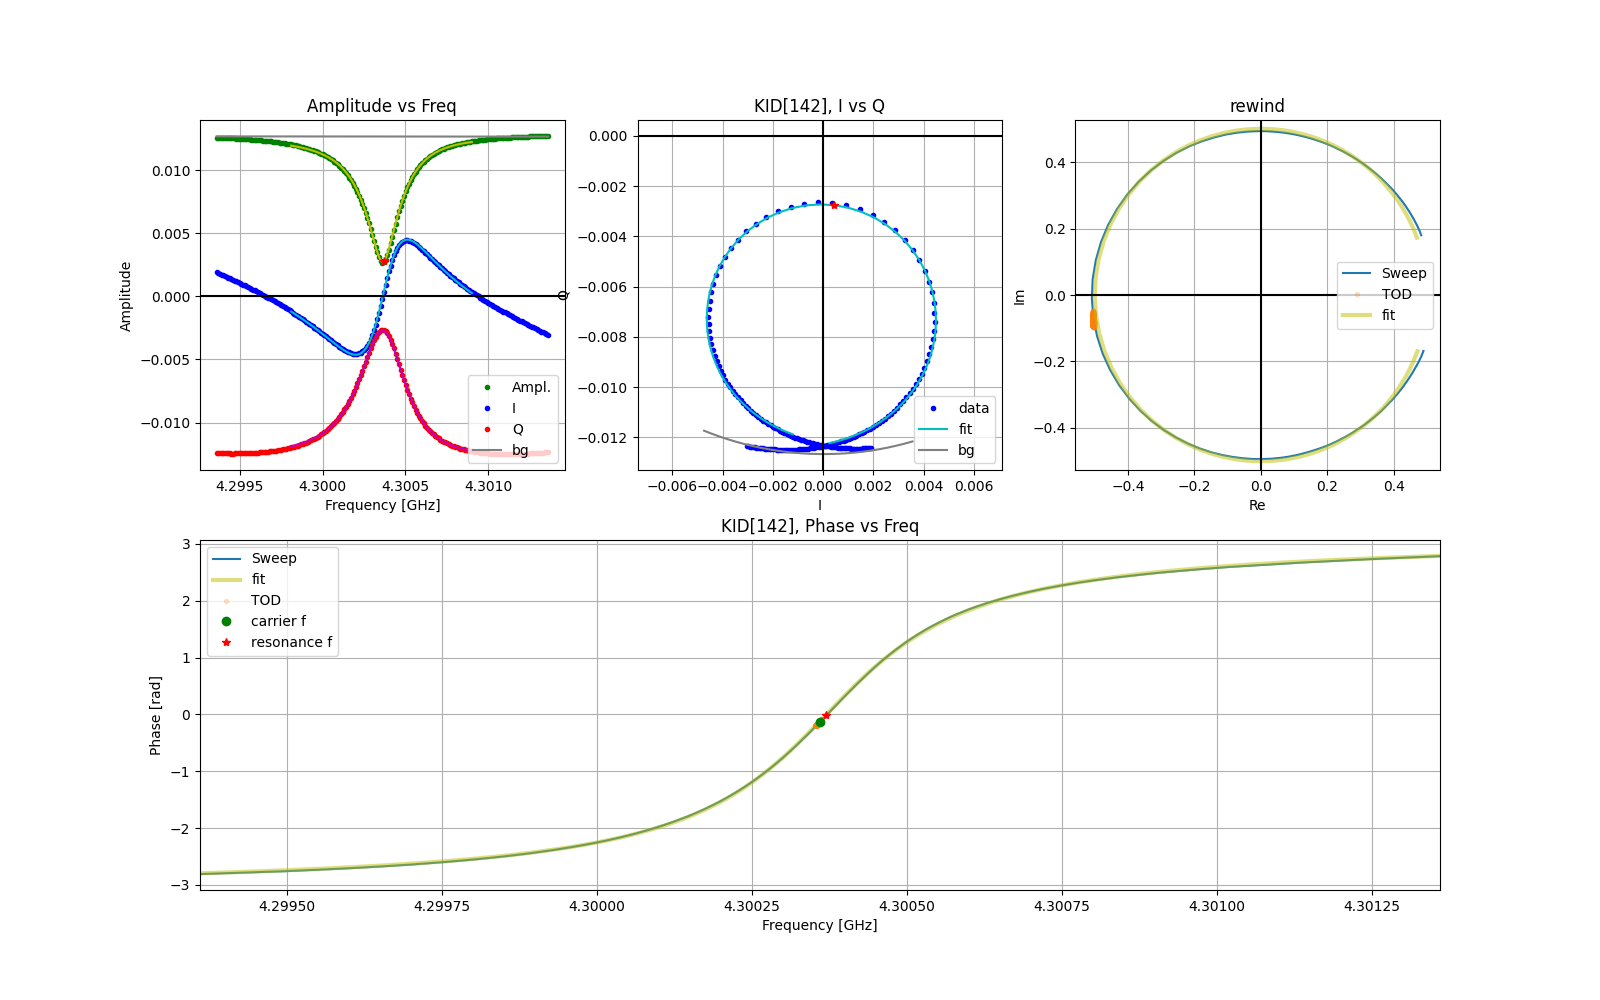 Amplitude vs Freq
Amplitude
0.010
0.005
0.000
−0.005
−0.010
Ampl.
I
Q
bg
4.2995 4.3000 4.3005 4.3010
Frequency [GHz]
KID[142], I vs Q
Q
0.000
−0.002
−0.004
−0.006
−0.008
−0.010
−0.012
data
fit
bg
−0.006 −0.004 −0.002 0.000 0.002 0.004 0.006
I
rewind
Im
0.4
0.2
0.0
−0.2
−0.4
Sweep
TOD
fit
−0.4 −0.2 0.0 0.2 0.4
Re
KID[142], Phase vs Freq
Phase [rad]
3
2
1
0
−1
−2
−3
Sweep
fit
TOD
carrier f
resonance f
4.29950 4.29975 4.30000 4.30025 4.30050 4.30075 4.30100 4.30125
Frequency [GHz]